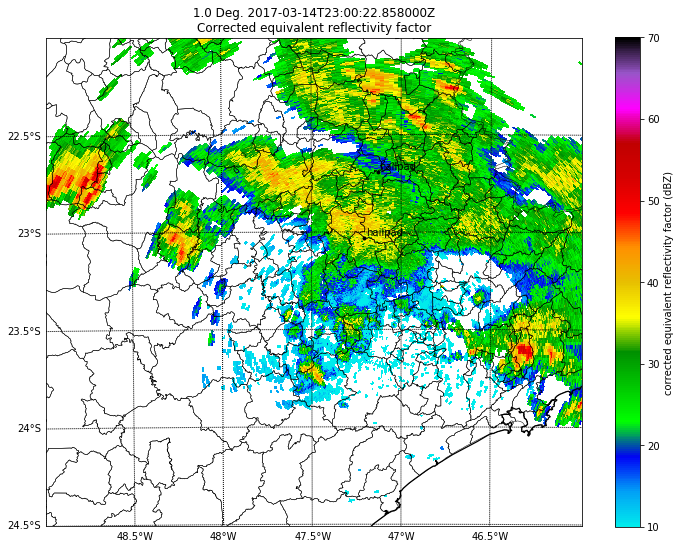 1.0 Deg. 2017-03-14T23:00:22.858000Z
Corrected equivalent reflectivity factor
22.5°S
23°S
23.5°S
24°S
24.5°S
48.5°W
48°W
47.5°W
47°W
46.5°W
hailpad
hailpad
70
60
50
40
30
20
10
corrected equivalent reflectivity factor (dBZ)